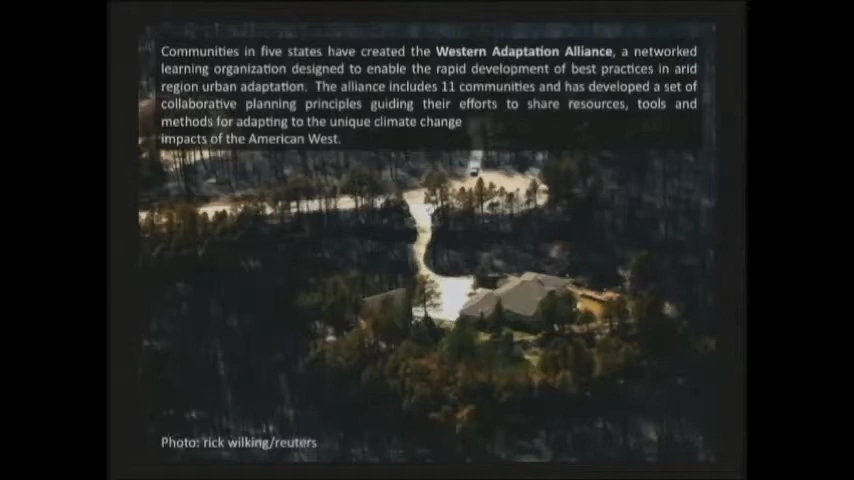 Communities in five states have created the Western Adaptation Alliance, a networked
learning organization designed to enable the rapid development of best practices in arid
region urban adaptation. The alliance includes 11 communities and has developed a set of
collaborative planning principles guiding their efforts to share resources, tools and
methods for adapting to the unique climate change
impacts of the American West.
Photo: rick wilking/reuters